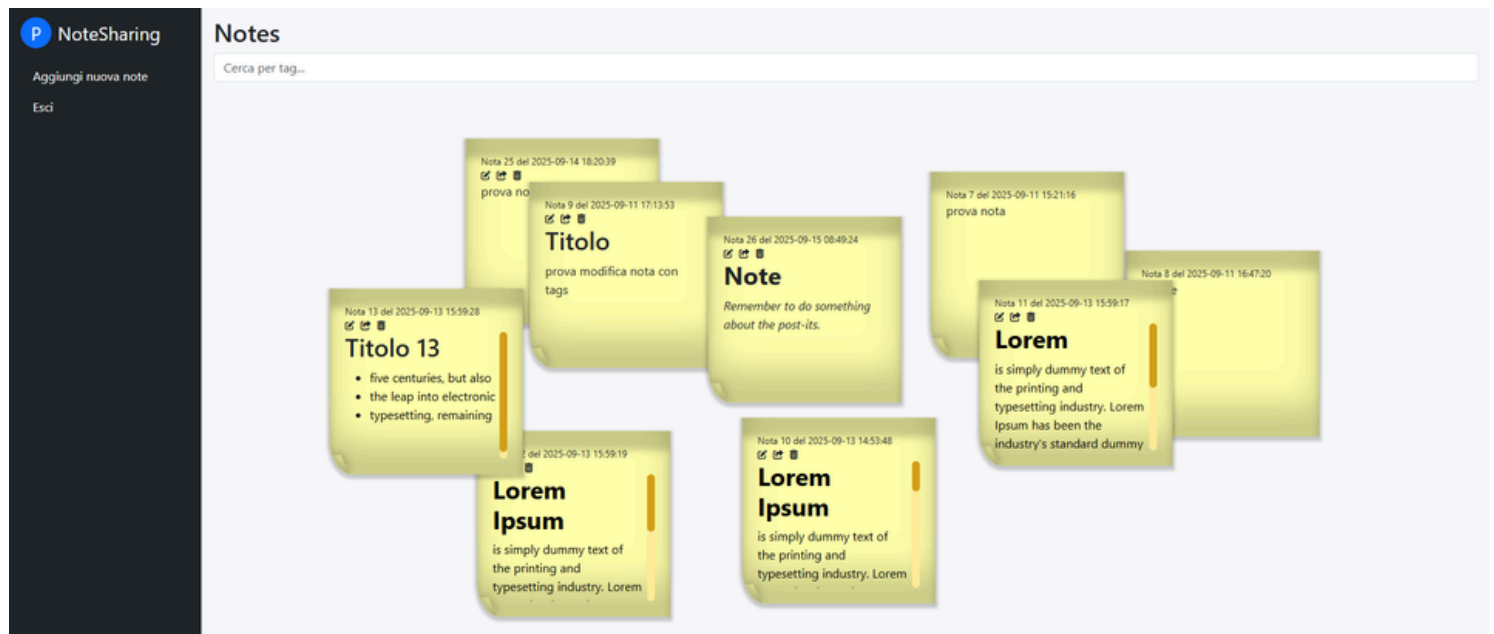 P NoteSharing
Aggiungi nuova note
Esci
Notes
Cerca per tag...
Nota 25 del 2025-09-14 18:20:39
prova
Nota 9 del 2025-09-11 17:13:53
Titolo
prova modifica nota con
tags
Nota 26 del 2025-09-15 08:49:24
Note
Remember to do something
about the post-its.
Nota 7 del 2025-09-11 15:21:16
prova nota
Nota 8 del 2025-09-11 16:47:20
Nota 11 del 2025-09-13 15:59:17
Lorem
is simply dummy text of
the printing and
typesetting industry. Lorem
Ipsum has been the
industry's standard dummy
Nota 13 del 2025-09-13 15:59:28
Titolo 13
• five centuries, but also
• the leap into electronic
• typesetting, remaining
del 2025-09-13 15:59:19
Lorem
Ipsum
is simply dummy text of
the printing and
typesetting industry. Lorem
Nota 10 del 2025-09-13 14:53:48
Lorem
Ipsum
is simply dummy text of
the printing and
typesetting industry. Lorem